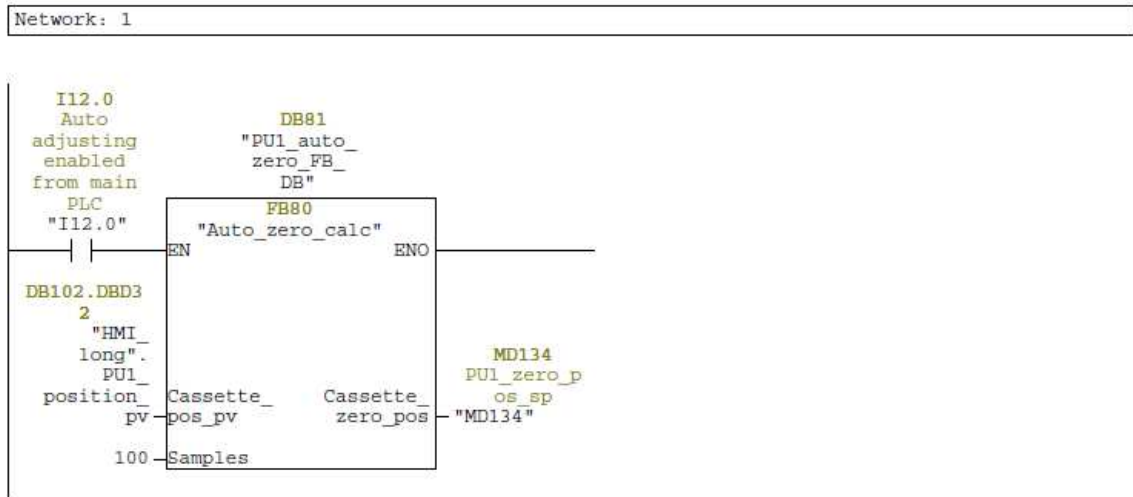 Network: 1
I12.0
Auto
adjusting
enabled
from main
PLC
"I12.0"
DB81
"PU1_auto_
zero_FB_
DB"
FB80
"Auto_zero_calc"
EN
ENO
DB102.DBD3
2
"HMI_
long".
PU1_
position_
pv
Cassette_
pos_pv
Cassette_
zero_pos
MD134
PU1_zero_p
os_sp
"MD134"
100
Samples